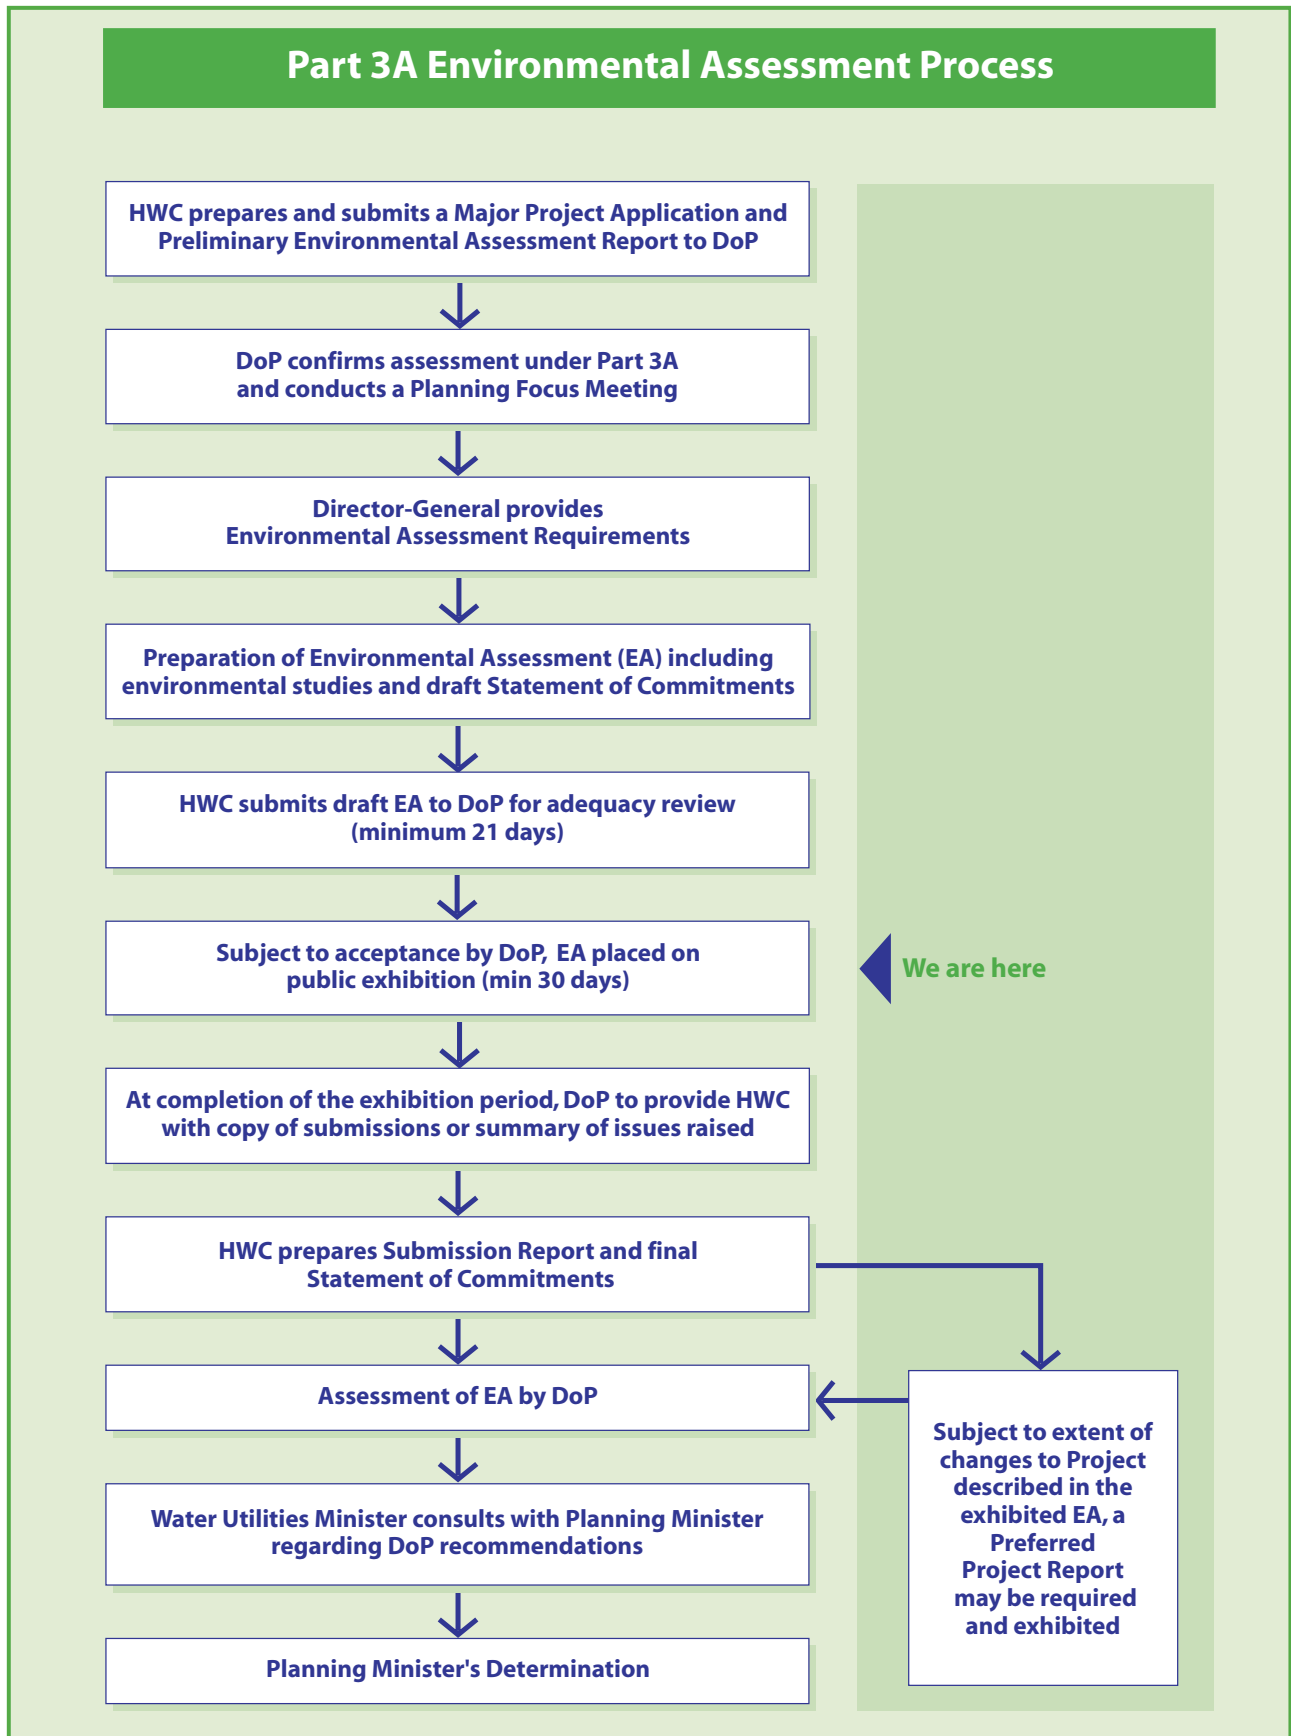 Part 3A Environmental Assessment Process
HWC prepares and submits a Major Project Application and
Preliminary Environmental Assessment Report to DoP
DoP confirms assessment under Part 3A
and conducts a Planning Focus Meeting
Director-General provides
Environmental Assessment Requirements
Preparation of Environmental Assessment (EA) including
environmental studies and draft Statement of Commitments
HWC submits draft EA to DoP for adequacy review
(minimum 21 days)
Subject to acceptance by DoP, EA placed on
public exhibition (min 30 days)
We are here
At completion of the exhibition period, DoP to provide HWC
with copy of submissions or summary of issues raised
HWC prepares Submission Report and final
Statement of Commitments
Assessment of EA by DoP
Subject to extent of
changes to Project
described in the
exhibited EA, a
Preferred
Project Report
may be required
and exhibited
Water Utilities Minister consults with Planning Minister
regarding DoP recommendations
Planning Minister's Determination